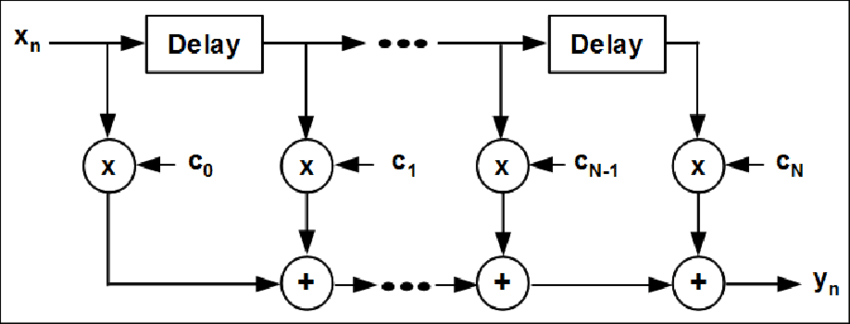 xn Delay ••• Delay
x c0 x c1 x cN-1 x cN
+ ••• + + yn